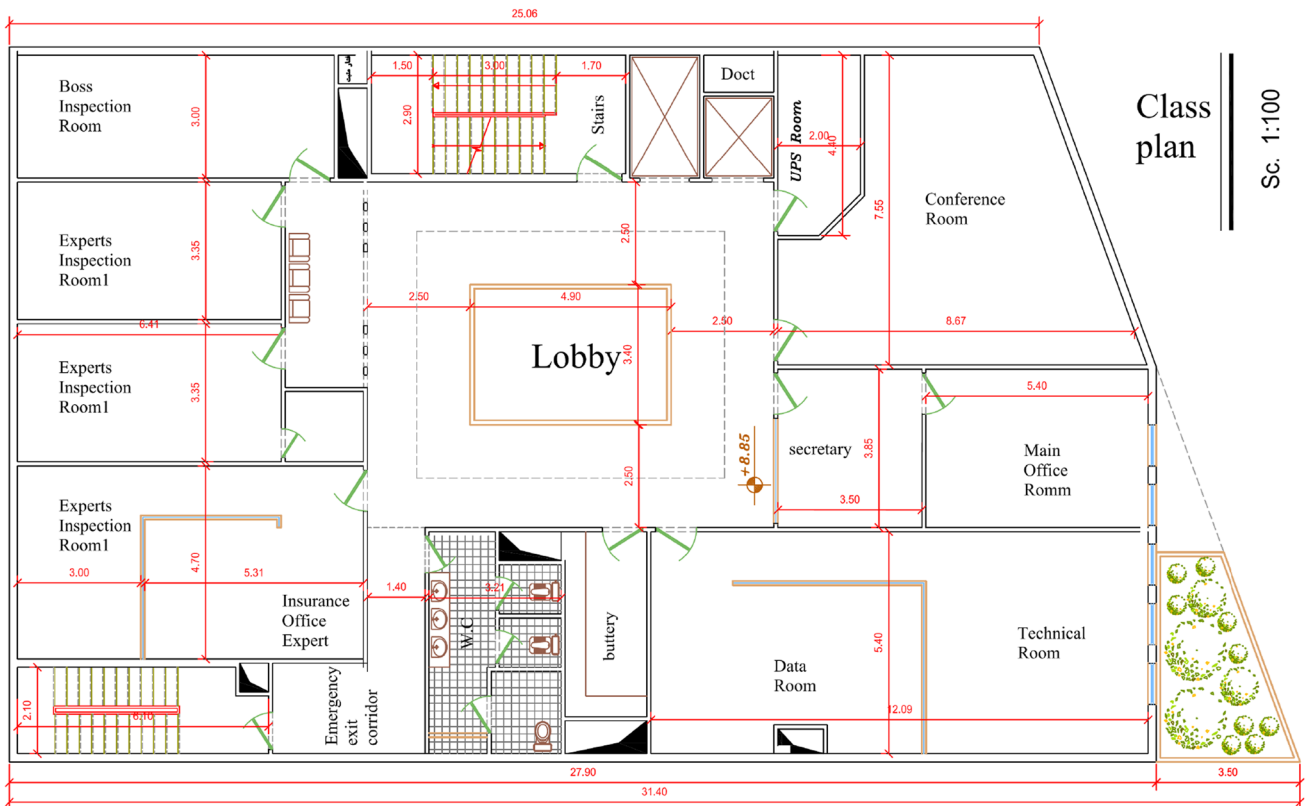 25.06
Boss
Inspection
Room
3.00
1.50
3.00
1.70
2.90
Stairs
Doct
UPS Room
2.00
4.40
Class
plan
Sc. 1:100
Conference
Room
7.55
8.67
Experts
Inspection
Room1
3.35
6.41
Experts
Inspection
Room1
3.35
2.50
2.50
4.90
2.50
Lobby
3.40
2.50
+8.85
secretary
3.85
3.50
5.40
Main
Office
Romm
Experts
Inspection
Room1
3.00
4.70
5.31
Insurance
Office
Expert
1.40
3.21
W.C
buttery
5.40
Data
Room
Technical
Room
12.09
2.10
6.10
Emergency
exit
corridor
27.90
3.50
31.40